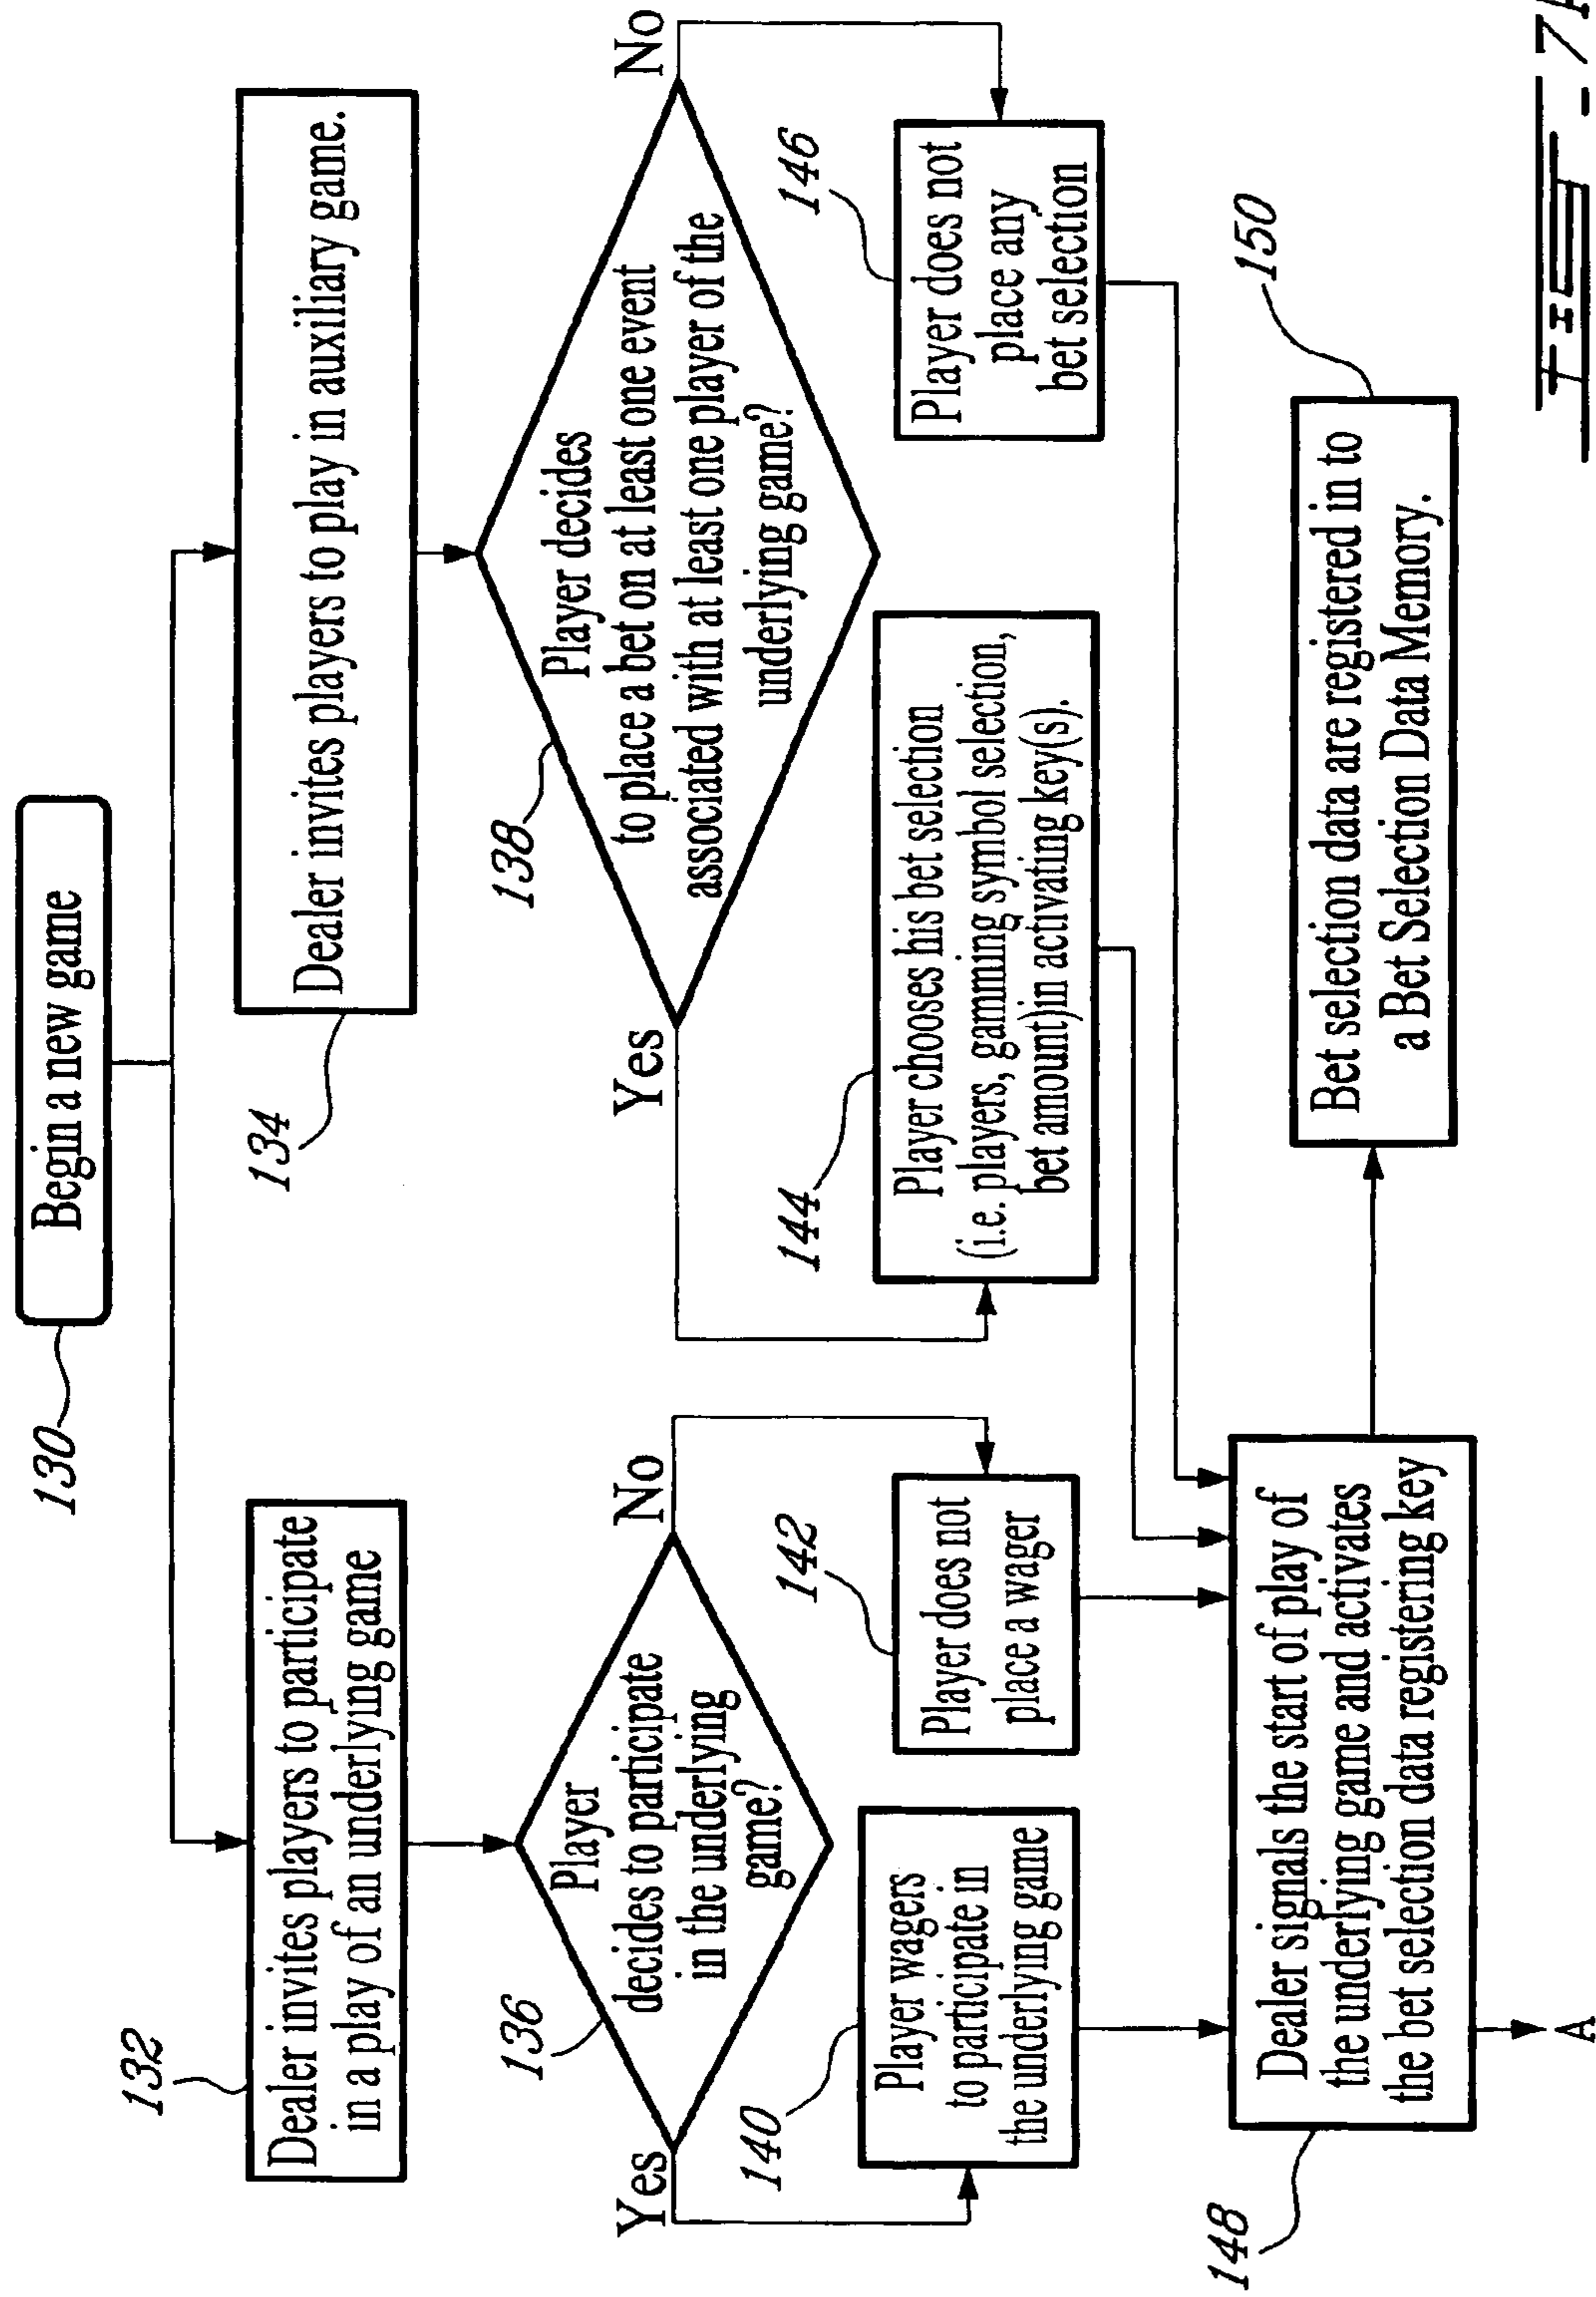 130
Begin a new game
132
Dealer invites players to participate
in a play of an underlying game
134
Dealer invites players to play in auxiliary game.
136
Player
decides to participate
in the underlying
game?
Yes
No
138
Player decides
to place a bet on at least one event
associated with at least one player of the
underlying game?
Yes
No
140
Player wagers
to participate in
the underlying game
142
Player does not
place a wager
144
Player chooses his bet selection
(i.e. players, gamming symbol selection,
bet amount)in activating key(s).
146
Player does not
place any
bet selection
148
Dealer signals the start of play of
the underlying game and activates
the bet selection data registering key
150
Bet selection data are registered in to
a Bet Selection Data Memory.
A
FIG - 7A